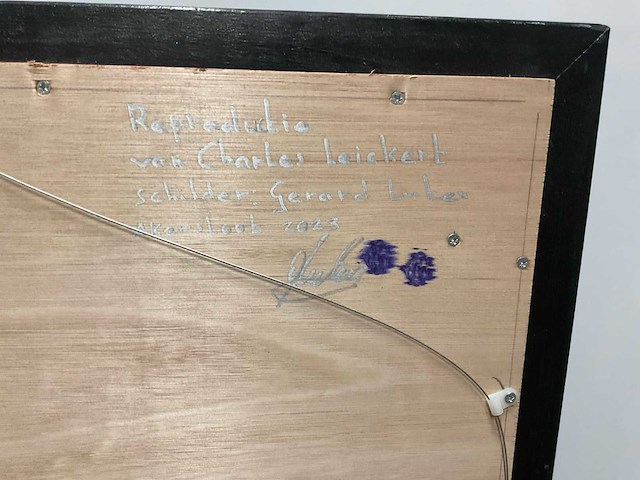 Reproductie
van Charles Leickert
schilder Gerard
2023